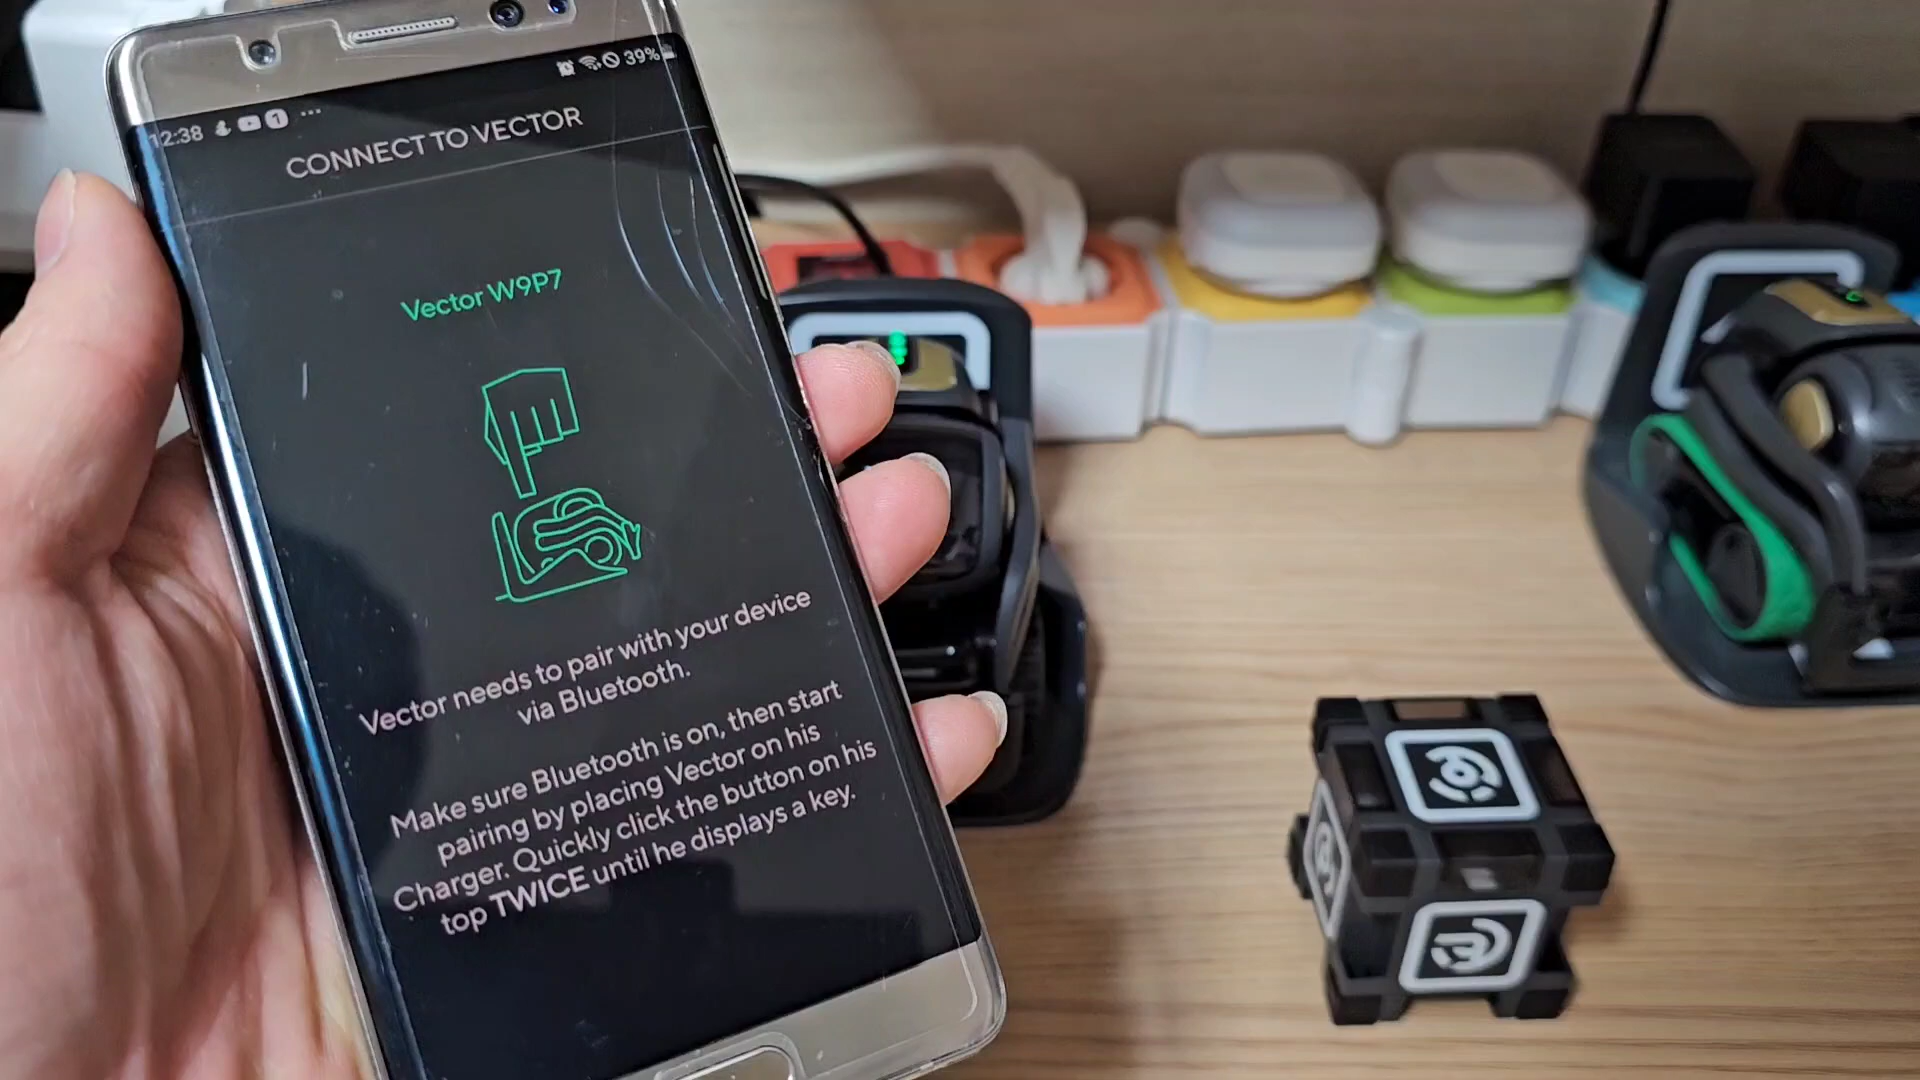 12:38
39%
CONNECT TO VECTOR
Vector W9P7
Vector needs to pair with your device
via Bluetooth.
Make sure Bluetooth is on, then start
pairing by placing Vector on his
Charger. Quickly click the button on his
top TWICE until he displays a key.